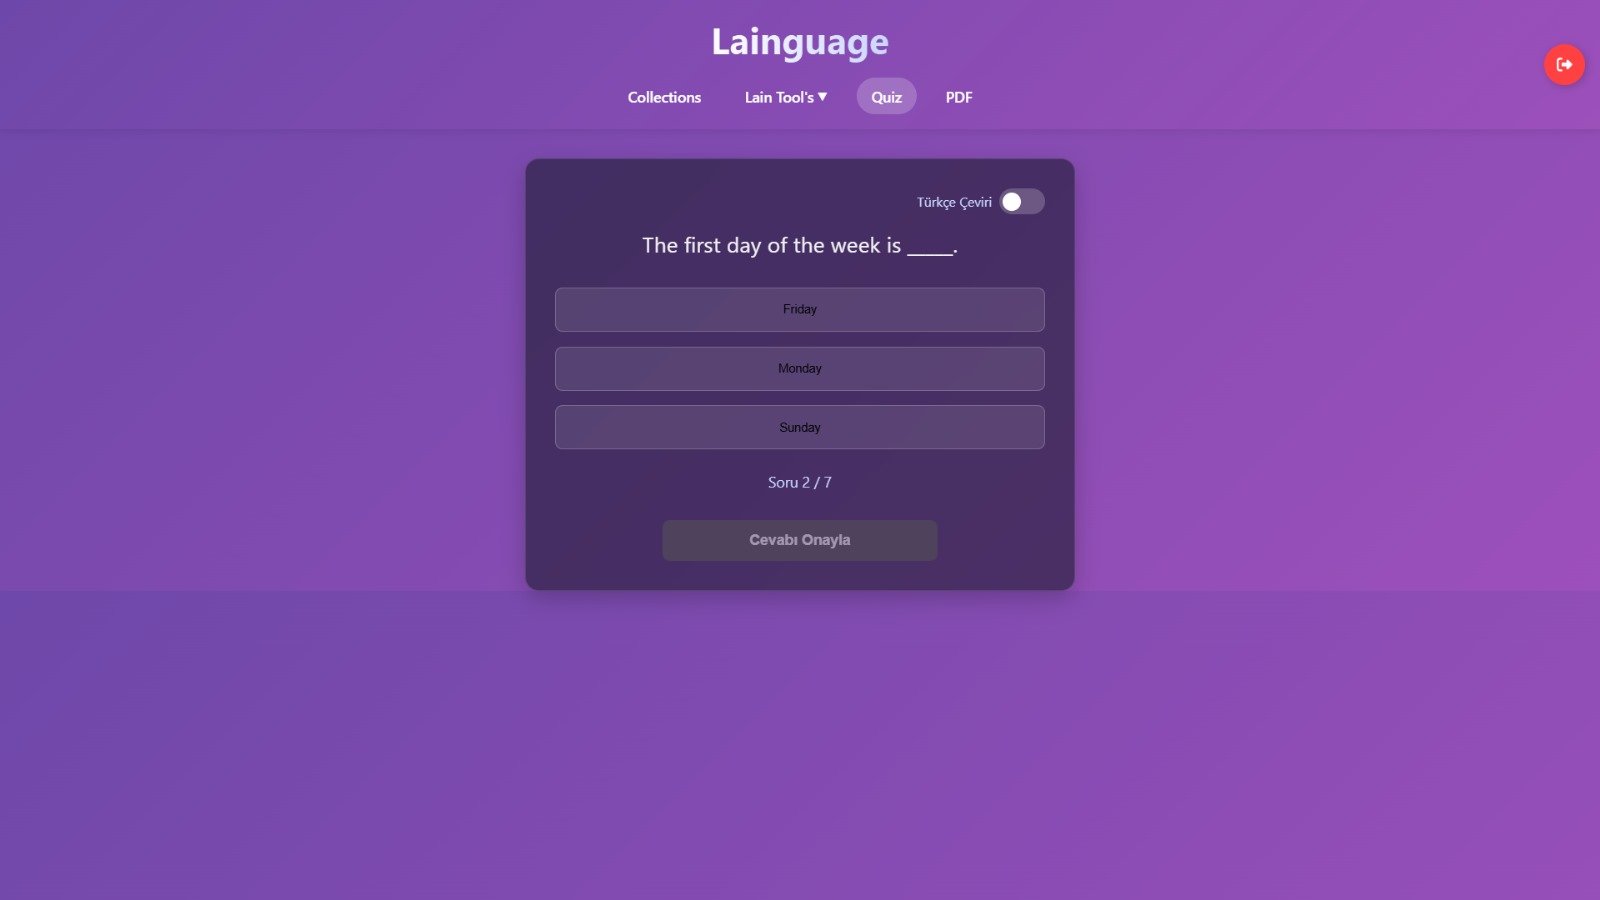 Lainguage
Collections
Lain Tool's ▼
Quiz
PDF
Türkçe Çeviri
The first day of the week is _____.
Friday
Monday
Sunday
Soru 2 / 7
Cevabı Onayla